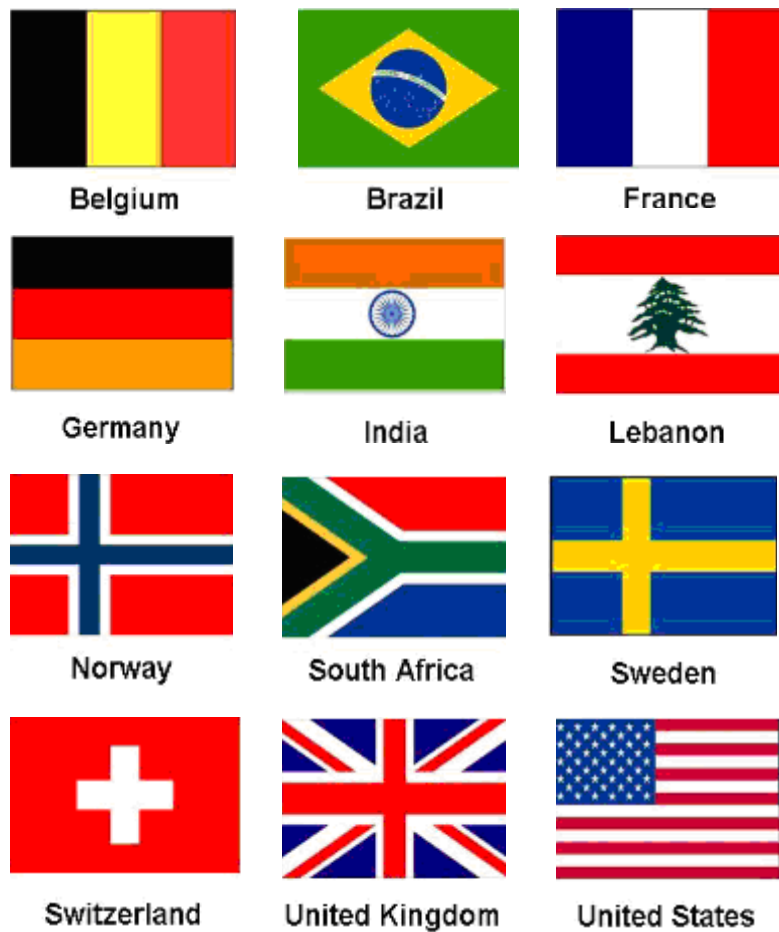 Belgium
Brazil
France
Germany
India
Lebanon
Norway
South Africa
Sweden
Switzerland
United Kingdom
United States